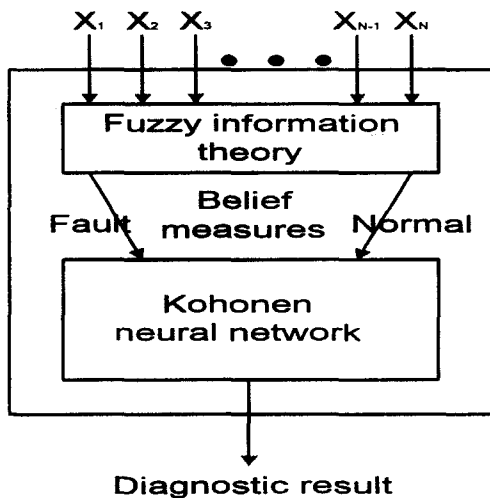 X1 X2 X3 XN-1 XN
Fuzzy information
theory
Belief
Fault measures Normal
Kohonen
neural network
Diagnostic result